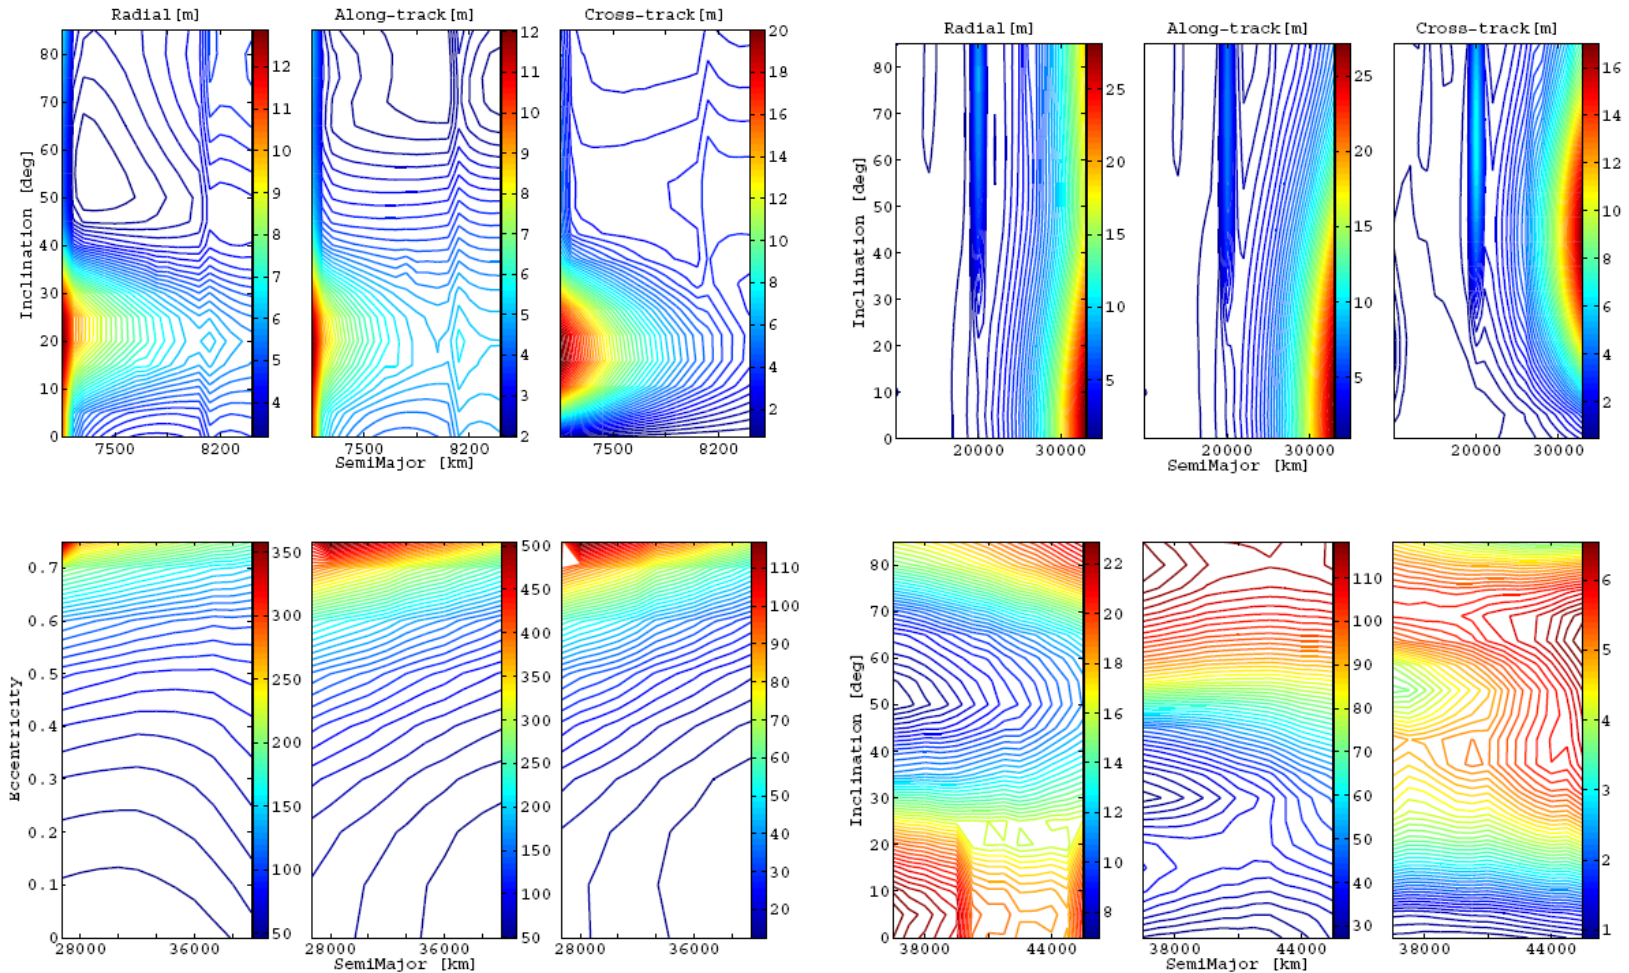 Radial[m] Along-track[m] Cross-track[m]
80 70 60 50 40 30 20 10 0
Inclination [deg]
12 11 10 9 8 7 6 5 4
12 11 10 9 8 7 6 5 4 3 2
20 18 16 14 12 10 8 6 4 2
7500 8200 7500 8200 7500 8200
SemiMajor [km]
Radial[m] Along-track[m] Cross-track[m]
80 70 60 50 40 30 20 10 0
Inclination [deg]
25 20 15 10 5
25 20 15 10 5
16 14 12 10 8 6 4 2
20000 30000 20000 30000 20000 30000
SemiMajor [km]
0.7 0.6 0.5 0.4 0.3 0.2 0.1 0
Eccentricity
350 300 250 200 150 100 50
500 450 400 350 300 250 200 150 100 50
110 100 90 80 70 60 50 40 30 20
28000 36000 28000 36000 28000 36000
SemiMajor [km]
80 70 60 50 40 30 20 10 0
Inclination [deg]
22 20 18 16 14 12 10 8
110 100 90 80 70 60 50 40 30
6 5 4 3 2 1
38000 44000 38000 44000 38000 44000
SemiMajor [km]